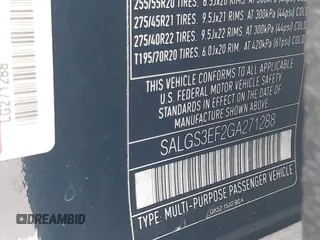 255/55R20 TIRES
275/45R21 TIRES 9.5Jx21 RIMS. AT 300kPa (44psi) COLD
275/40R22 TIRES 9.5Jx22 RIMS. AT 300kPa (44psi) COLD
T195/70R20 TIRES 6.0Jx20 RIM. AT 420kPa (61psi) COLD
THIS VEHICLE CONFORMS TO ALL APPLICABLE
U.S. FEDERAL MOTOR VEHICLE
SAFETY STANDARDS IN EFFECT
ON THE DATE OF MANUFACTURE
SHOWN ABOVE.
SALGS3EF2GA271288
TYPE: MULTI-PURPOSE PASSENGER VEHICLE
271288
DREAMBID